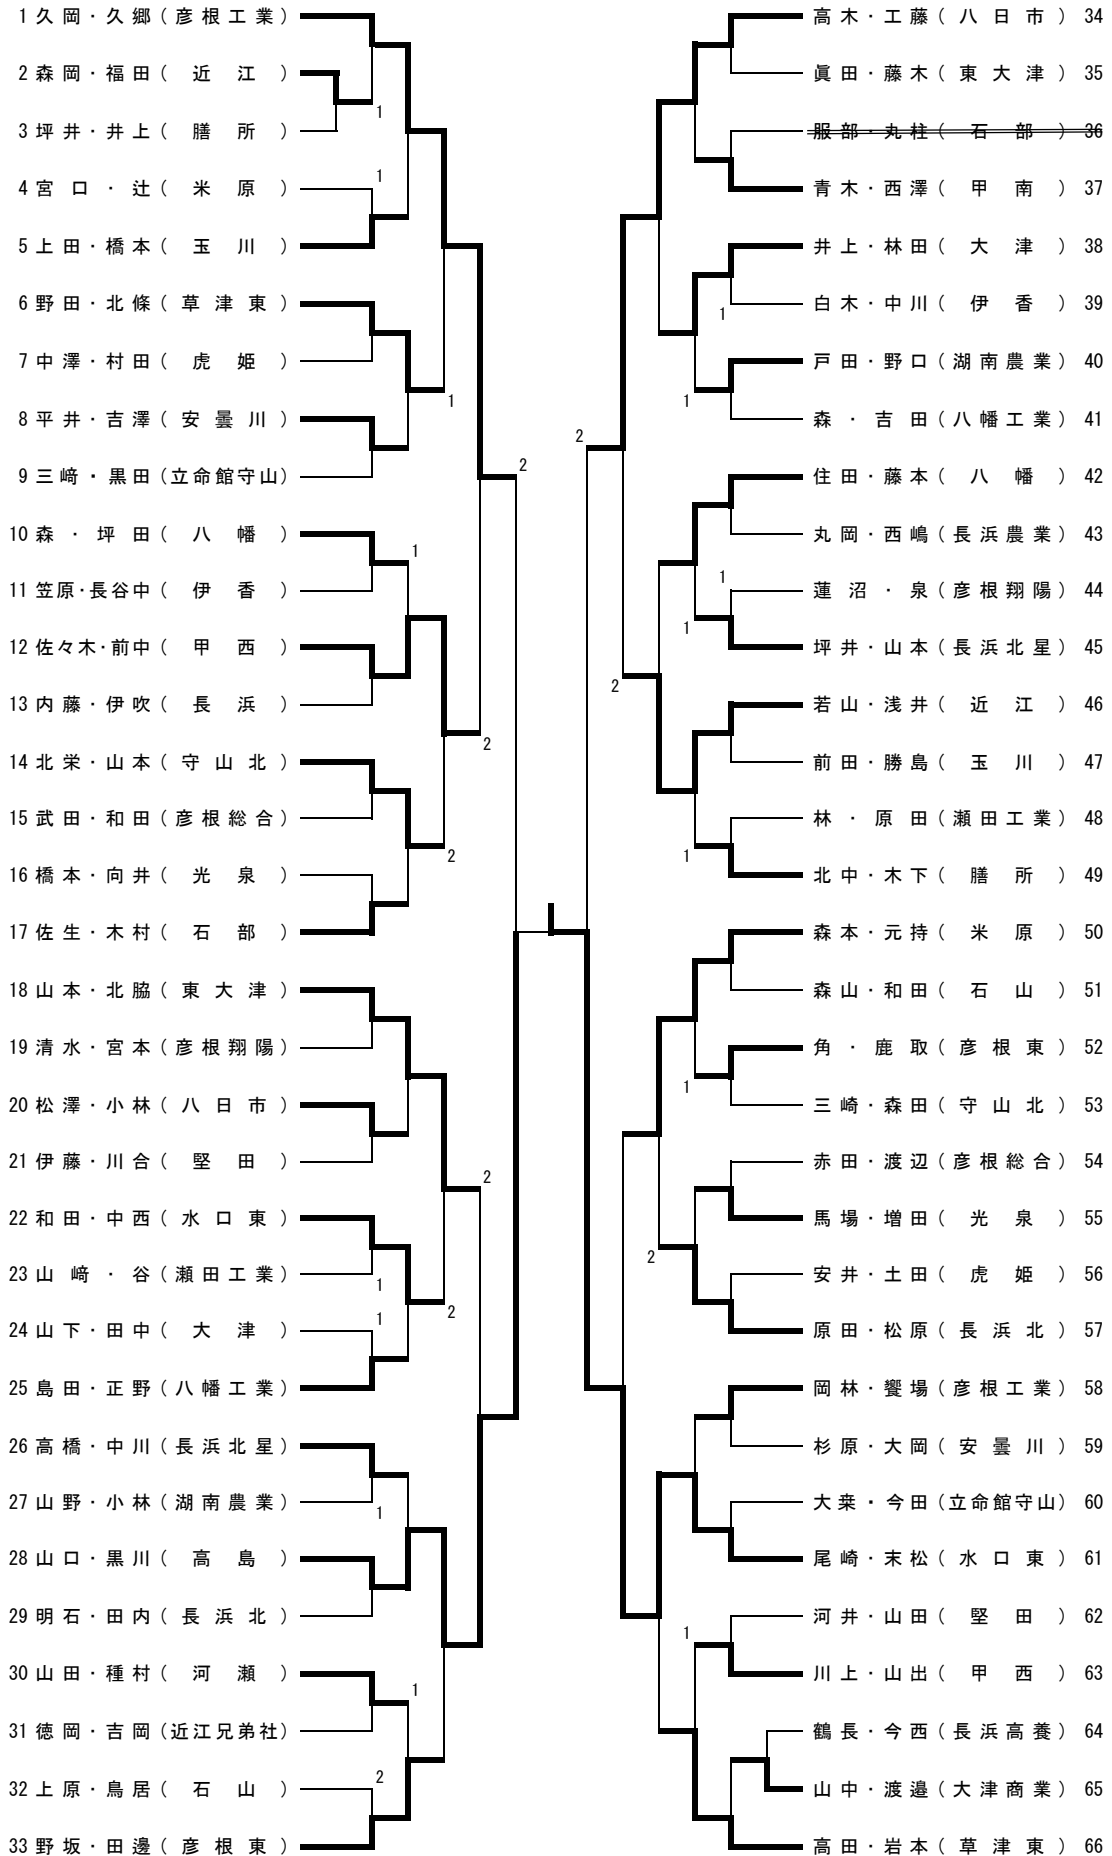 1 久岡・久郷（彦根工業）
2 森岡・福田（近江）
3 坪井・井上（膳所）
1
4 宮口・辻（米原）
1
5 上田・橋本（玉川）
6 野田・北條（草津東）
7 中澤・村田（虎姫）
1
8 平井・吉澤（安曇川）
9 三﨑・黒田（立命館守山）
2
10 森・坪田（八幡）
1
11 笠原・長谷中（伊香）
12 佐々木・前中（甲西）
13 内藤・伊吹（長浜）
2
14 北栄・山本（守山北）
15 武田・和田（彦根総合）
2
16 橋本・向井（光泉）
17 佐生・木村（石部）
18 山本・北脇（東大津）
19 清水・宮本（彦根翔陽）
20 松澤・小林（八日市）
21 伊藤・川合（堅田）
2
22 和田・中西（水口東）
23 山﨑・谷（瀬田工業）
1
1
2
24 山下・田中（大津）
25 島田・正野（八幡工業）
26 高橋・中川（長浜北星）
27 山野・小林（湖南農業）
1
28 山口・黒川（高島）
29 明石・田内（長浜北）
30 山田・種村（河瀬）
1
31 徳岡・吉岡（近江兄弟社）
2
32 上原・鳥居（石山）
33 野坂・田邊（彦根東）
高木・工藤（八日市）34
眞田・藤木（東大津）35
服部・丸柱（石部）36
青木・西澤（甲南）37
井上・林田（大津）38
白木・中川（伊香）39
1
戸田・野口（湖南農業）40
1
森・吉田（八幡工業）41
2
住田・藤本（八幡）42
丸岡・西嶋（長浜農業）43
1
蓮沼・泉（彦根翔陽）44
1
坪井・山本（長浜北星）45
2
若山・浅井（近江）46
前田・勝島（玉川）47
林・原田（瀬田工業）48
1
北中・木下（膳所）49
森本・元持（米原）50
森山・和田（石山）51
角・鹿取（彦根東）52
1
三崎・森田（守山北）53
赤田・渡辺（彦根総合）54
馬場・増田（光泉）55
2
安井・土田（虎姫）56
原田・松原（長浜北）57
岡林・饗場（彦根工業）58
杉原・大岡（安曇川）59
大桒・今田（立命館守山）60
尾崎・末松（水口東）61
河井・山田（堅田）62
1
川上・山出（甲西）63
鶴長・今西（長浜高養）64
山中・渡邉（大津商業）65
高田・岩本（草津東）66